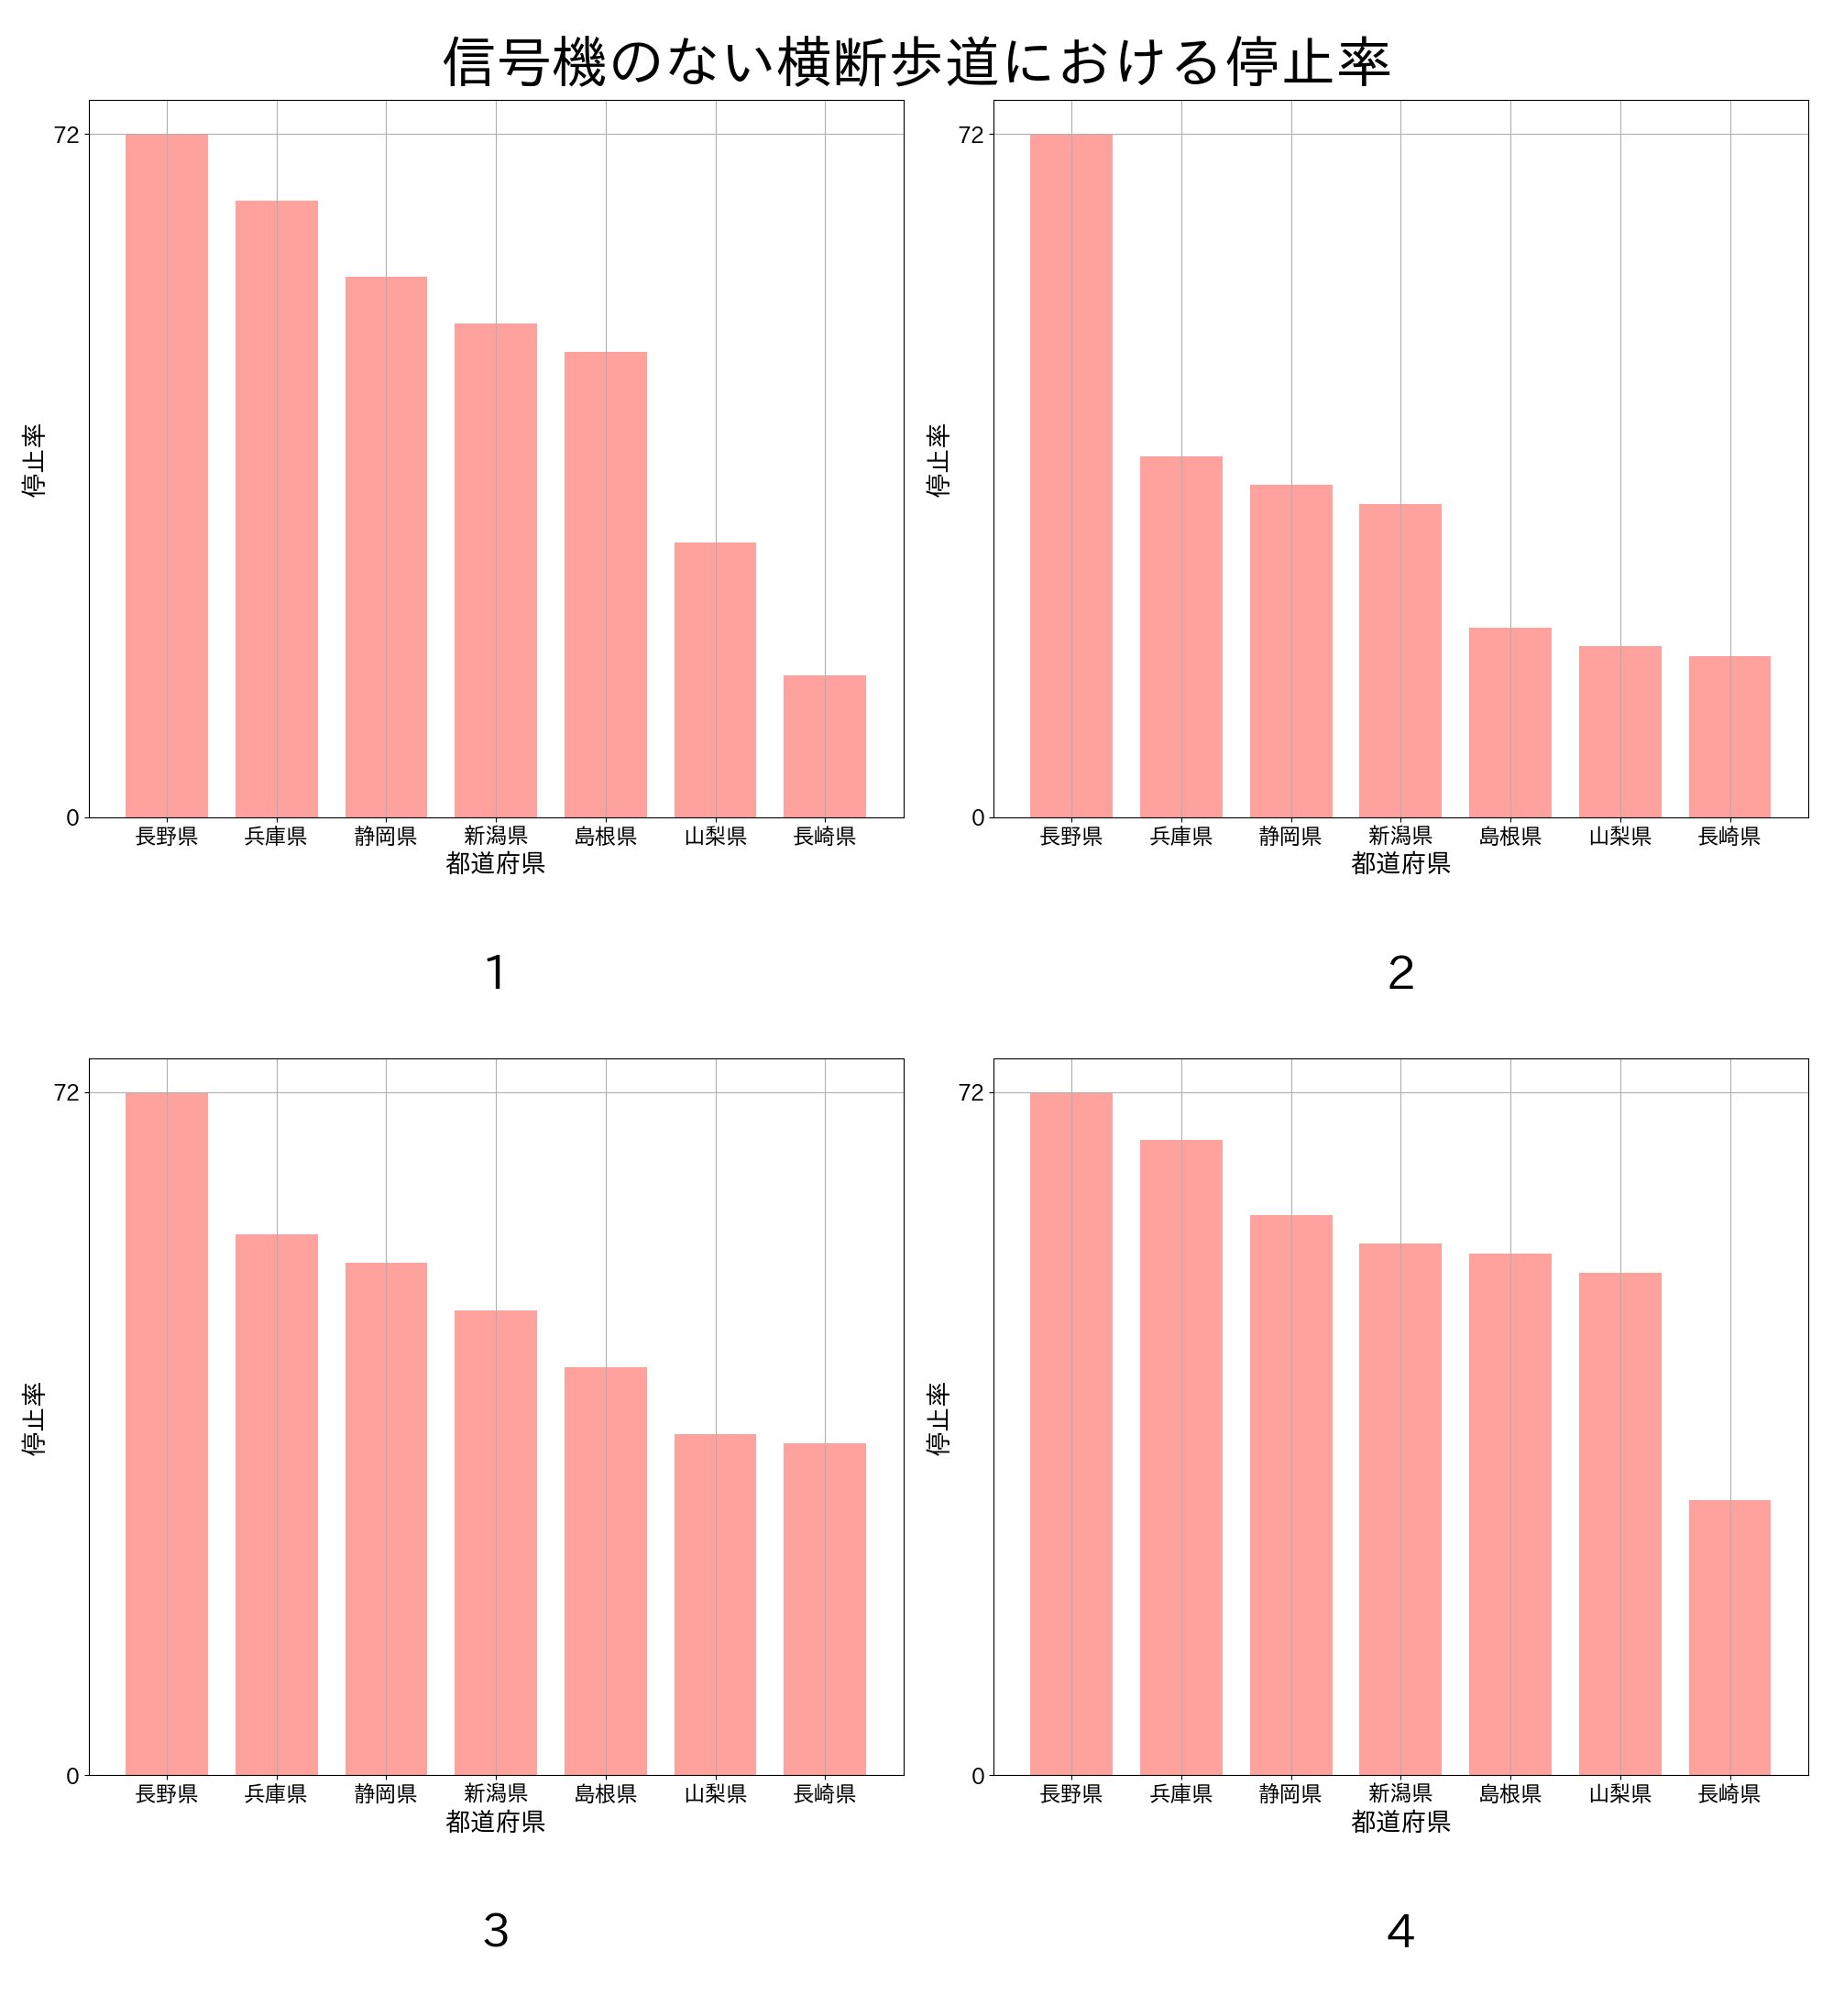 信号機のない横断歩道における停止率
72
停止率
0
長野県 兵庫県 静岡県 新潟県 島根県 山梨県 長崎県
都道府県
1
72
停止率
0
長野県 兵庫県 静岡県 新潟県 島根県 山梨県 長崎県
都道府県
2
72
停止率
0
長野県 兵庫県 静岡県 新潟県 島根県 山梨県 長崎県
都道府県
3
72
停止率
0
長野県 兵庫県 静岡県 新潟県 島根県 山梨県 長崎県
都道府県
4